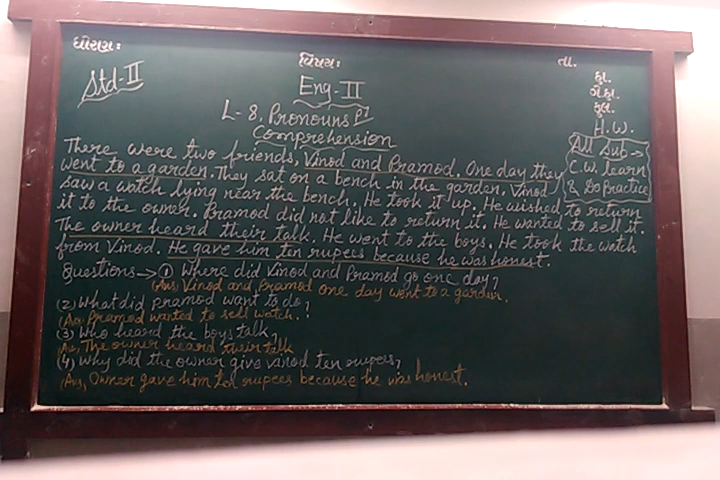 ધોરણઃ
વિષયઃ
તા.
Std-II
Eng-II
કુ.
ગે.હા.
કુલ
L-8, Pronouns P1
H.W.
Comprehension
All Sub→
C.W. learn
& Do Practice
There were two friends, Vinod and Pramod. One day they
went to a garden. They sat on a bench in the garden. Vinod
saw a watch lying near the bench. He took it up. He wished to return
it to the owner. Pramod did not like to return it. He wanted to sell it.
The owner heard their talk. He went to the boys. He took the watch
from Vinod. He gave him ten rupees because he was honest.
Questions→ ① Where did Vinod and Pramod go one day?
Ans, Vinod and Pramod one day went to a garden.
(2) What did pramod want to do?
Ans, Pramod wanted to sell watch.
(3) Who heard the boys talk?
Ans, The owner heard their talk
(4) Why did the owner give vinod ten rupees?
Ans, Owner gave him ten rupees because he was honest.